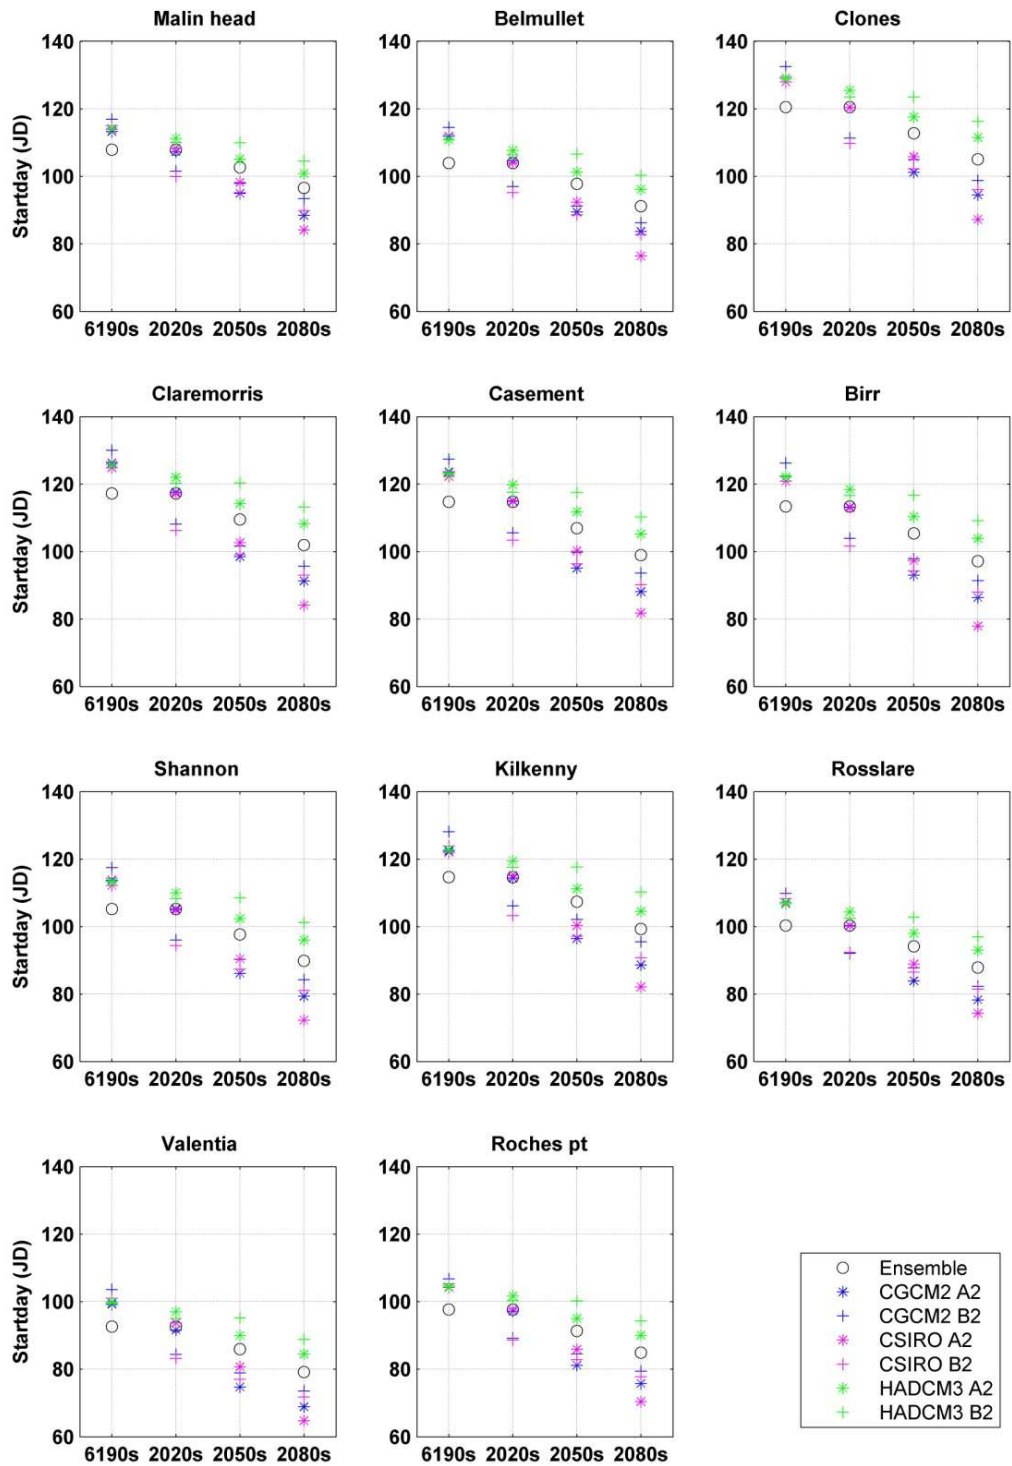 Malin head
Belmullet
Clones
140
120
100
80
60
Startday (JD)
6190s 2020s 2050s 2080s
140
120
100
80
60
6190s 2020s 2050s 2080s
140
120
100
80
60
6190s 2020s 2050s 2080s
Claremorris
Casement
Birr
140
120
100
80
60
Startday (JD)
6190s 2020s 2050s 2080s
140
120
100
80
60
6190s 2020s 2050s 2080s
140
120
100
80
60
6190s 2020s 2050s 2080s
Shannon
Kilkenny
Rosslare
140
120
100
80
60
Startday (JD)
6190s 2020s 2050s 2080s
140
120
100
80
60
6190s 2020s 2050s 2080s
140
120
100
80
60
6190s 2020s 2050s 2080s
Valentia
Roches pt
140
120
100
80
60
Startday (JD)
6190s 2020s 2050s 2080s
140
120
100
80
60
6190s 2020s 2050s 2080s
Ensemble
CGCM2 A2
CGCM2 B2
CSIRO A2
CSIRO B2
HADCM3 A2
HADCM3 B2